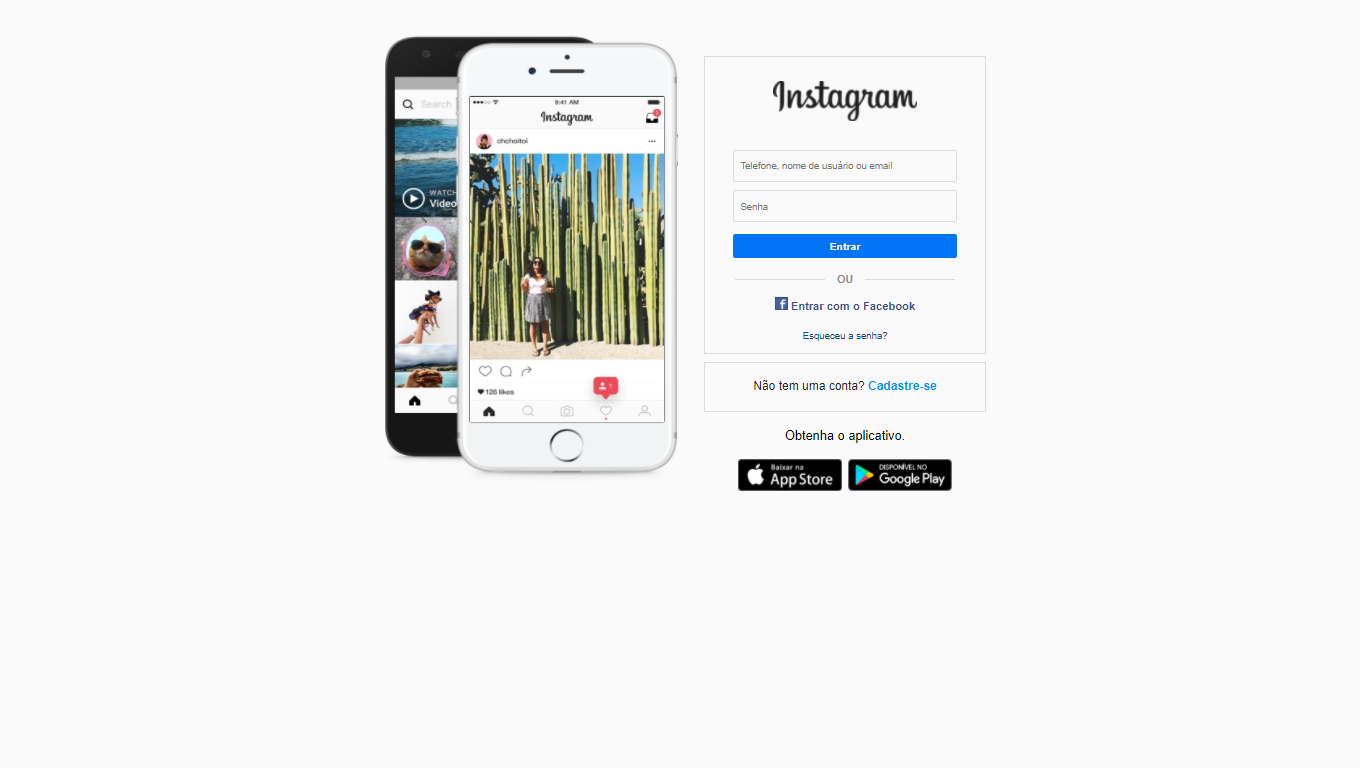 Search
WATCH
Video
9:41 AM
Instagram
2
chcheitoi
128 likes
1
Instagram
Telefone, nome de usuário ou email
Senha
Entrar
OU
Entrar com o Facebook
Esqueceu a senha?
Não tem uma conta? Cadastre-se
Obtenha o aplicativo.
Baixar na
App Store
DISPONÍVEL NO
Google Play